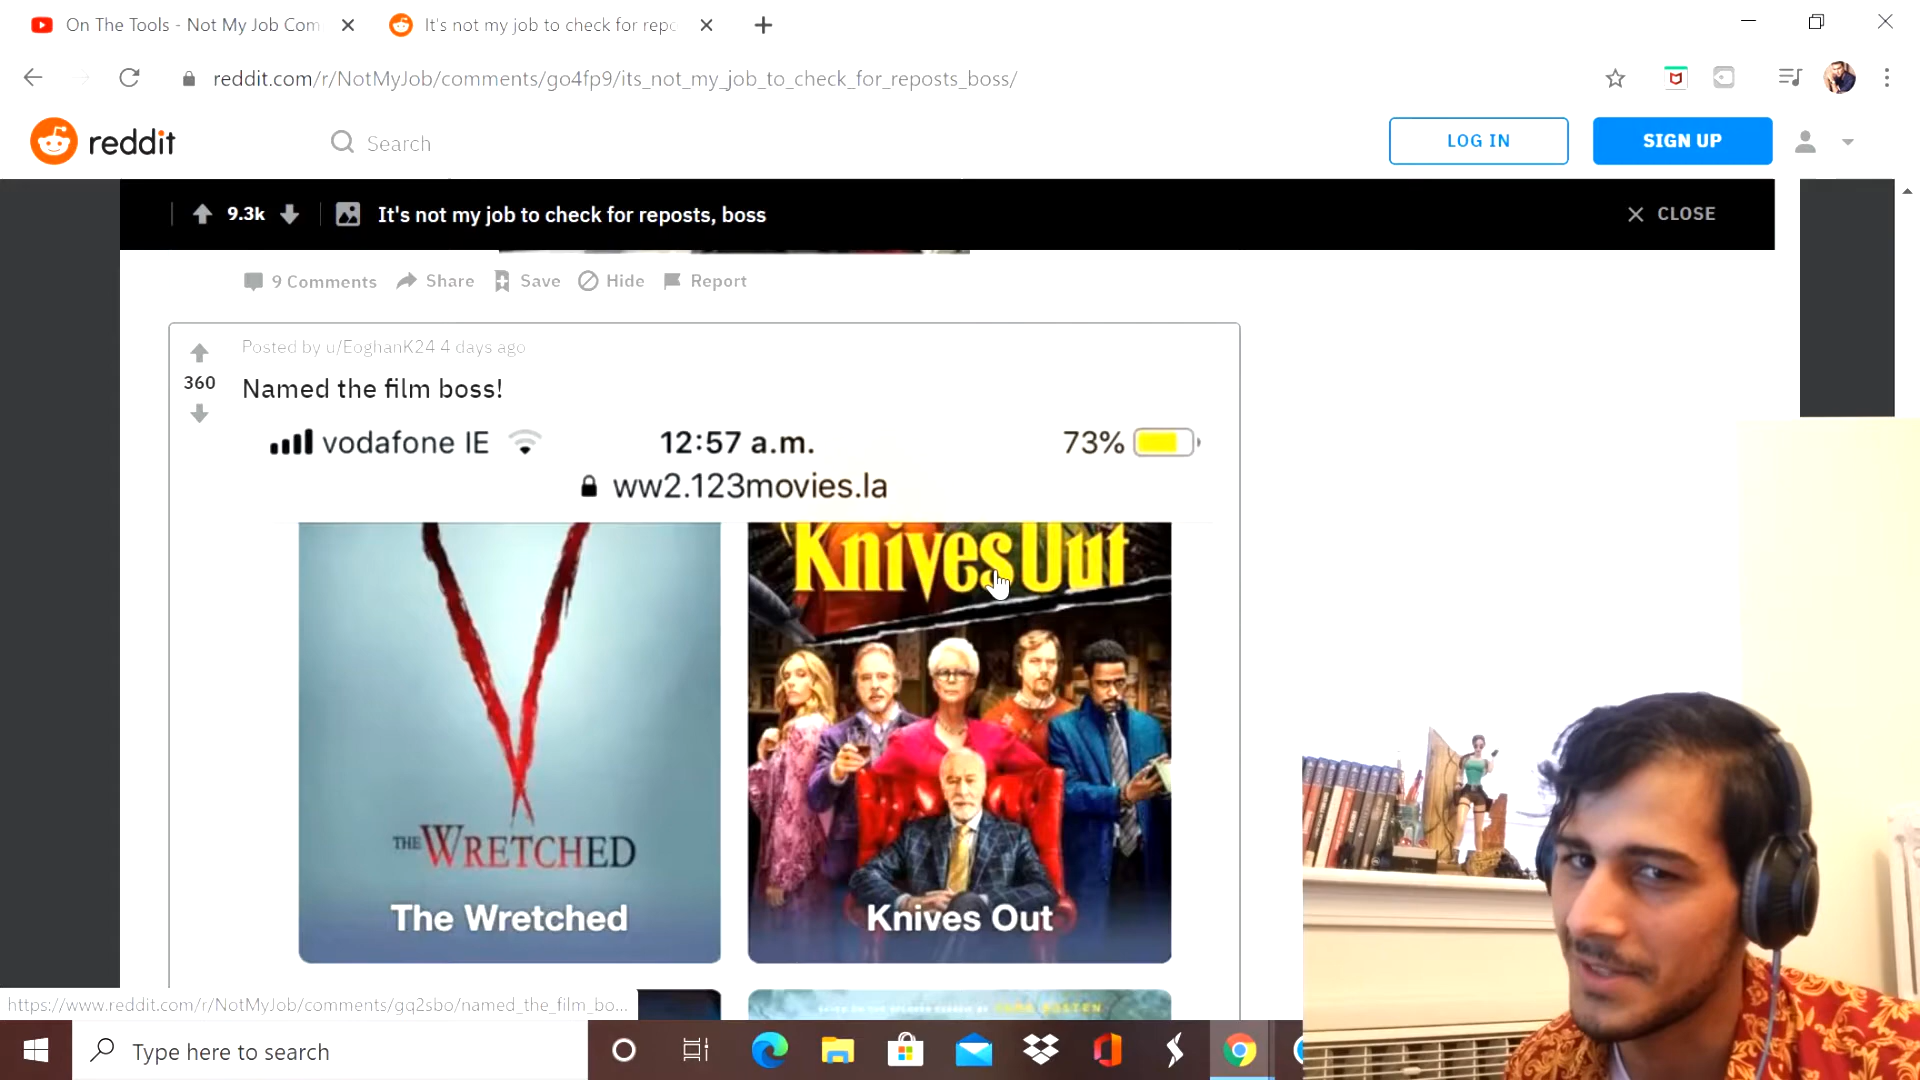 On The Tools - Not My Job Com
It's not my job to check for repo
reddit.com/r/NotMyJob/comments/go4fp9/its_not_my_job_to_check_for_reposts_boss/
reddit
Search
LOG IN
SIGN UP
9.3k
It's not my job to check for reposts, boss
CLOSE
9 Comments
Share
Save
Hide
Report
Posted by u/EoghanK24 4 days ago
360
Named the film boss!
vodafone IE
12:57 a.m.
73%
ww2.123movies.la
Knives Out
THE WRETCHED
The Wretched
Knives Out
https://www.reddit.com/r/NotMyJob/comments/gq2sbo/named_the_film_bo...
Type here to search